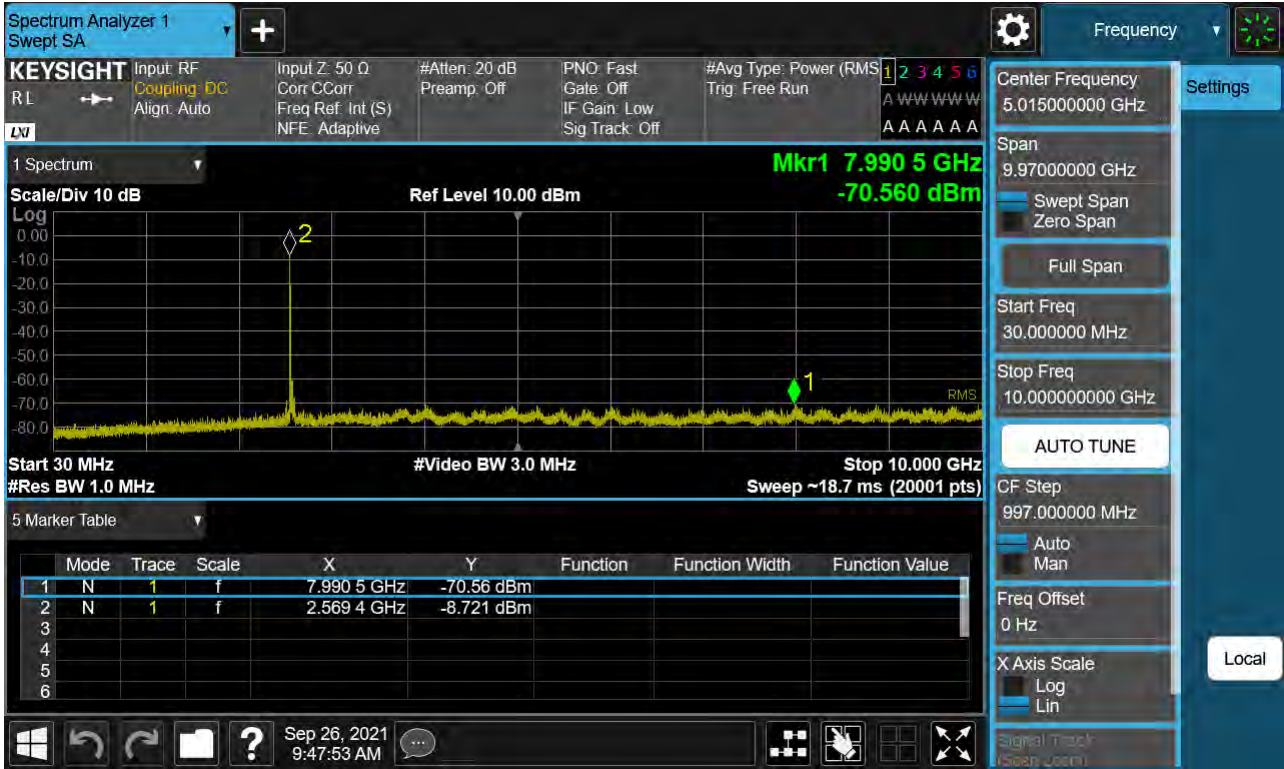 Spectrum Analyzer 1
Swept SA
Frequency
KEYSIGHT
R L
LXI
Input: RF
Coupling: DC
Align: Auto
Input Z: 50 Ω
Corr CCorr
Freq Ref: Int (S)
NFE: Adaptive
#Atten: 20 dB
Preamp: Off
PNO: Fast
Gate: Off
IF Gain: Low
Sig Track: Off
#Avg Type: Power (RMS
Trig: Free Run
1 2 3 4 5 6
A W W W W W
A A A A A A
1 Spectrum
Scale/Div 10 dB
Ref Level 10.00 dBm
Mkr1 7.990 5 GHz
-70.560 dBm
Log
0.00
-10.0
-20.0
-30.0
-40.0
-50.0
-60.0
-70.0
-80.0
2
1
RMS
Start 30 MHz
#Video BW 3.0 MHz
Stop 10.000 GHz
#Res BW 1.0 MHz
Sweep ~18.7 ms (20001 pts)
5 Marker Table
Mode Trace Scale X Y Function Function Width Function Value
1 N 1 f 7.990 5 GHz -70.56 dBm
2 N 1 f 2.569 4 GHz -8.721 dBm
3
4
5
6
Sep 26, 2021
9:47:53 AM
Center Frequency
5.015000000 GHz
Span
9.97000000 GHz
Swept Span
Zero Span
Full Span
Start Freq
30.000000 MHz
Stop Freq
10.000000000 GHz
AUTO TUNE
CF Step
997.000000 MHz
Auto
Man
Freq Offset
0 Hz
X Axis Scale
Log
Lin
Signal Track
(Span Zoom)
Settings
Local